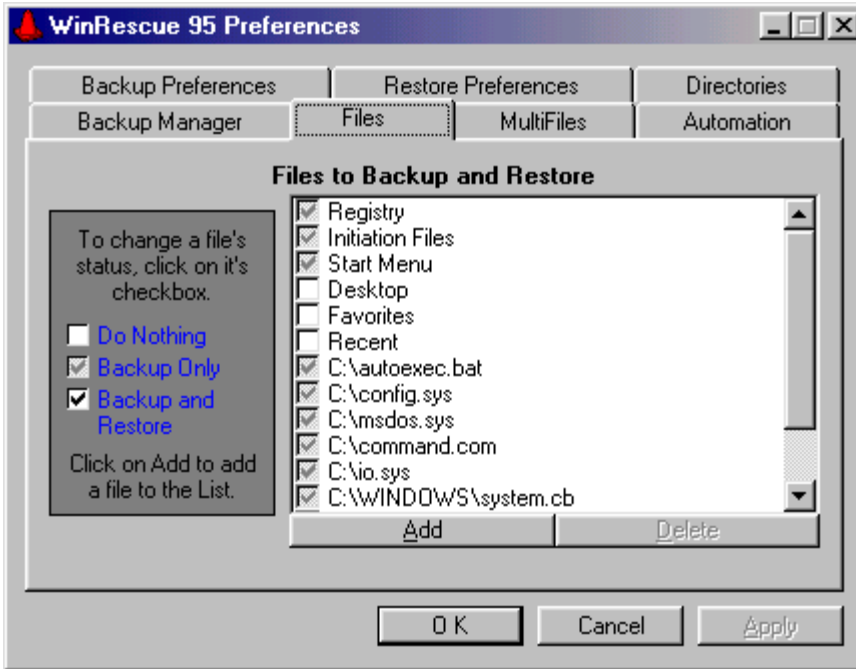 WinRescue 95 Preferences
Backup Preferences
Restore Preferences
Directories
Backup Manager
Files
MultiFiles
Automation
Files to Backup and Restore
To change a file's
status, click on it's
checkbox.
Do Nothing
Backup Only
Backup and
Restore
Click on Add to add
a file to the List.
Registry
Initiation Files
Start Menu
Desktop
Favorites
Recent
C:\autoexec.bat
C:\config.sys
C:\msdos.sys
C:\command.com
C:\io.sys
C:\WINDOWS\system.cb
Add
Delete
OK
Cancel
Apply